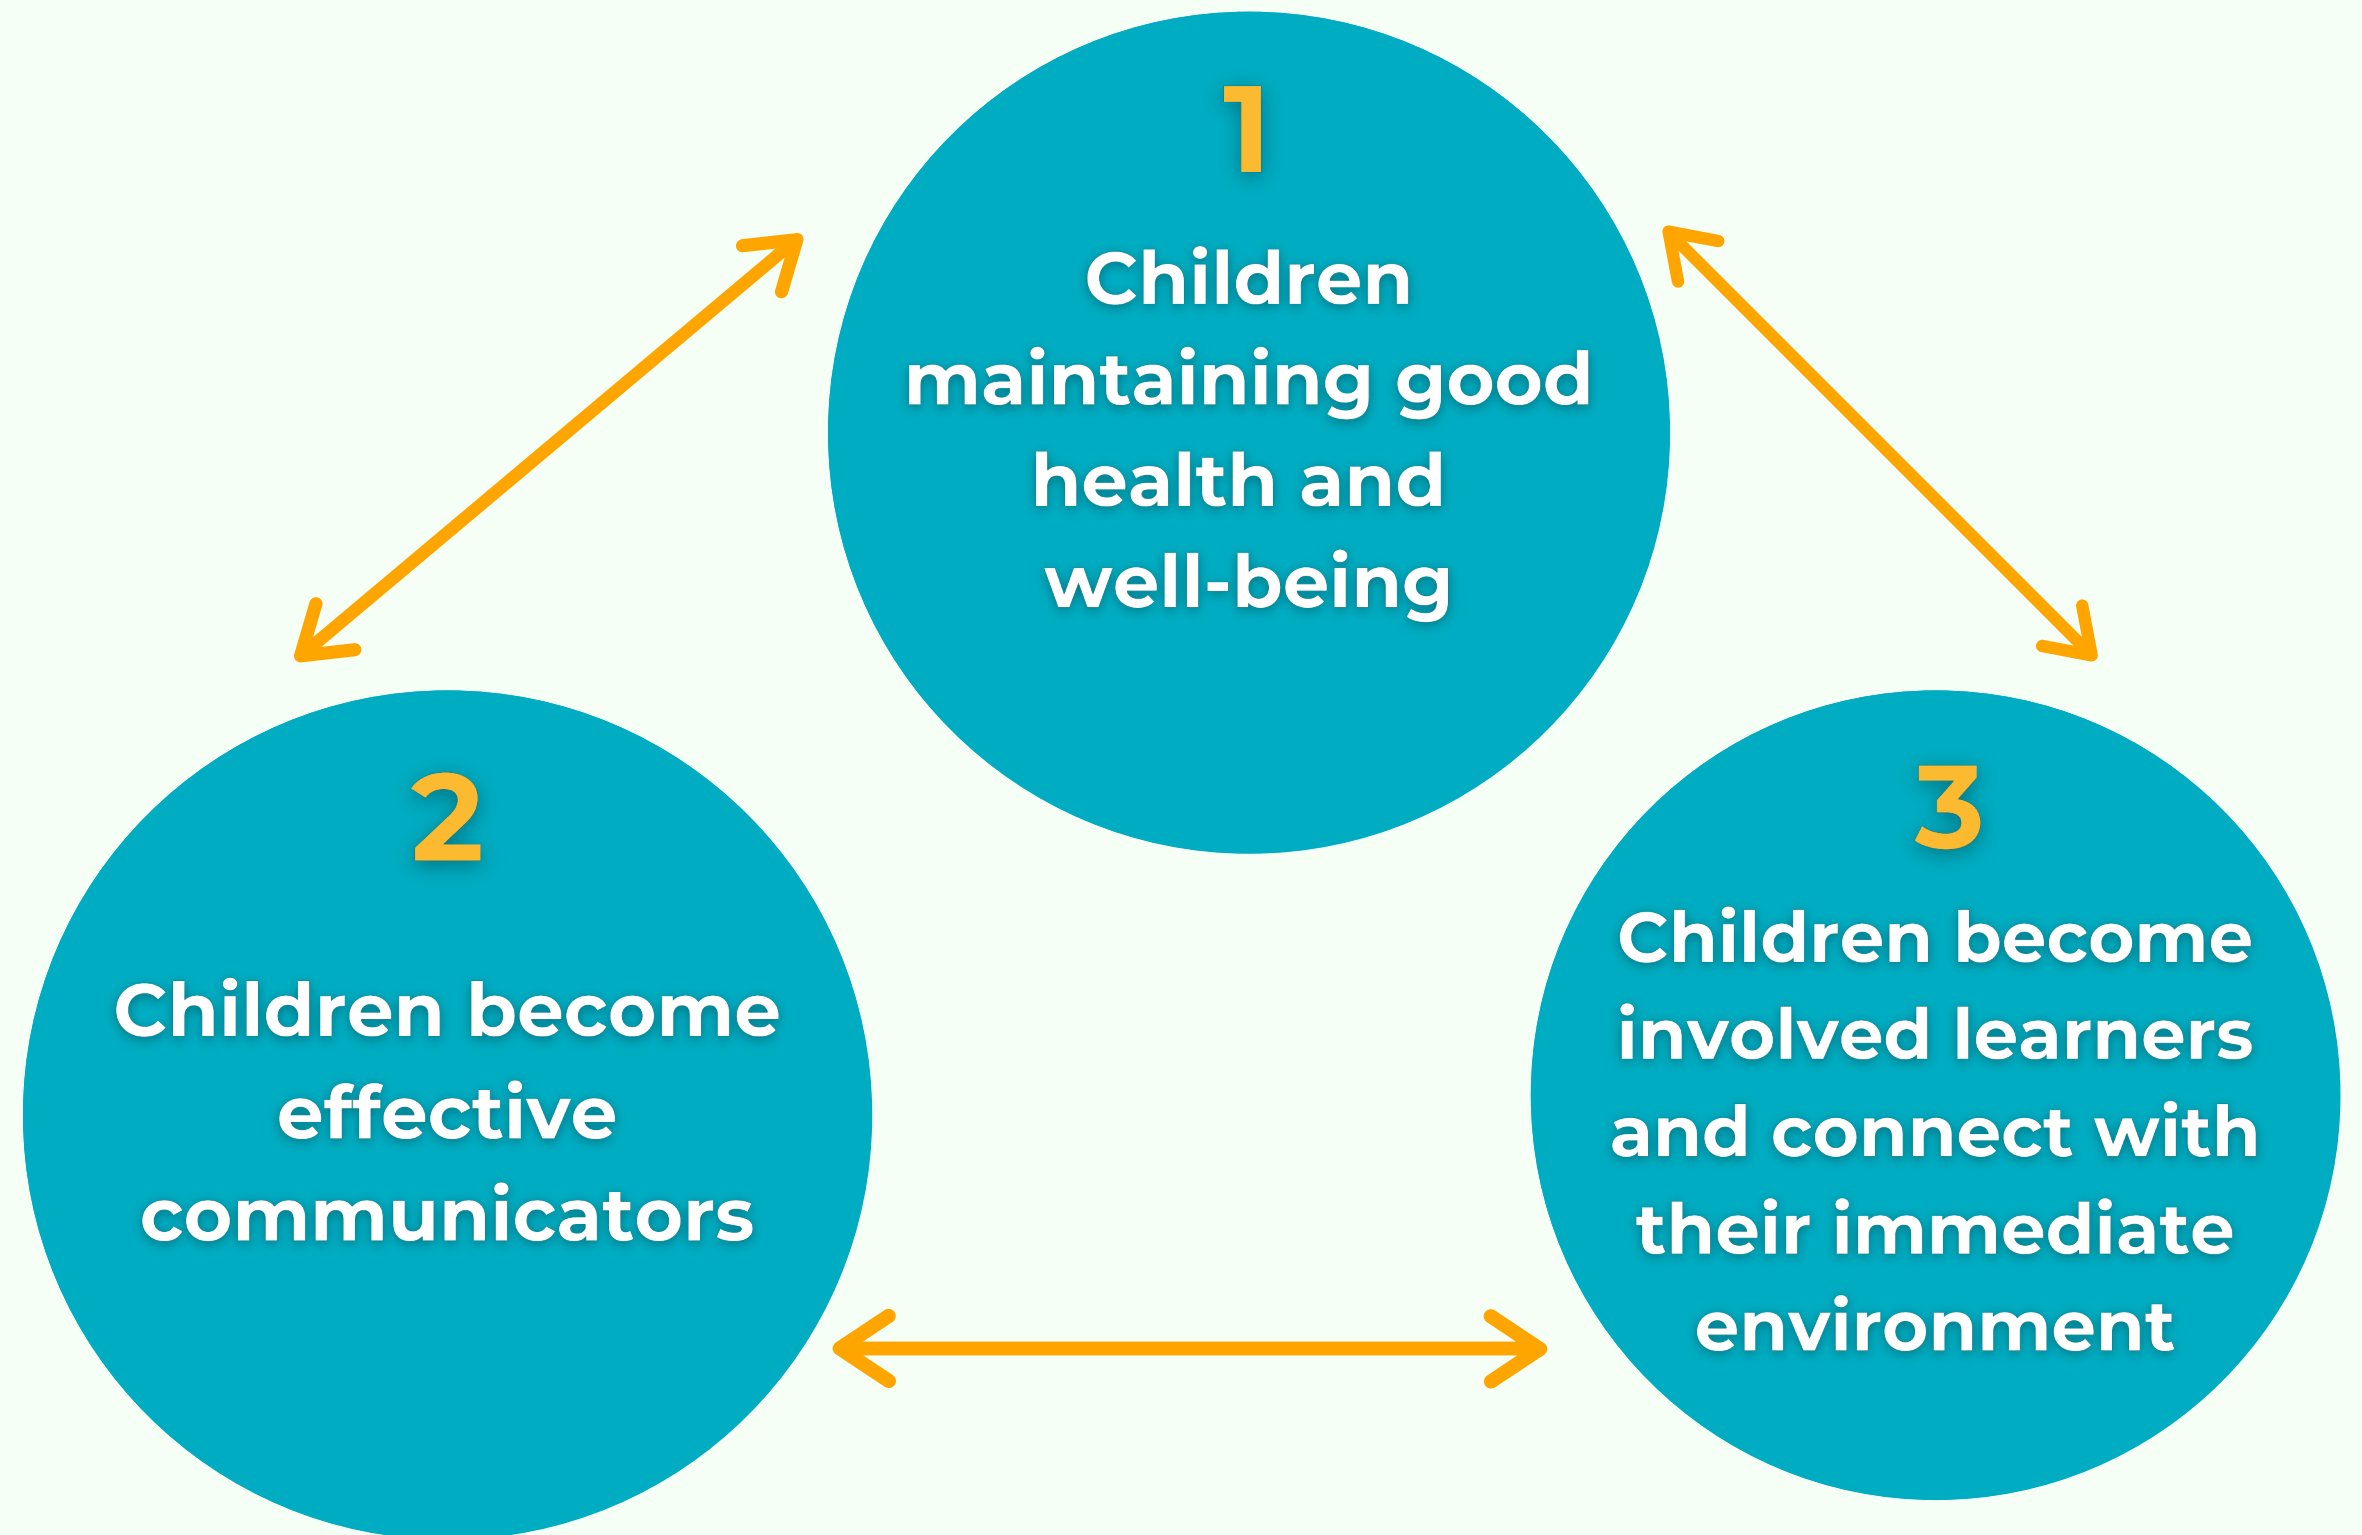 1
Children
maintaining good
health and
well-being
2
Children become
effective
communicators
3
Children become
involved learners
and connect with
their immediate
environment